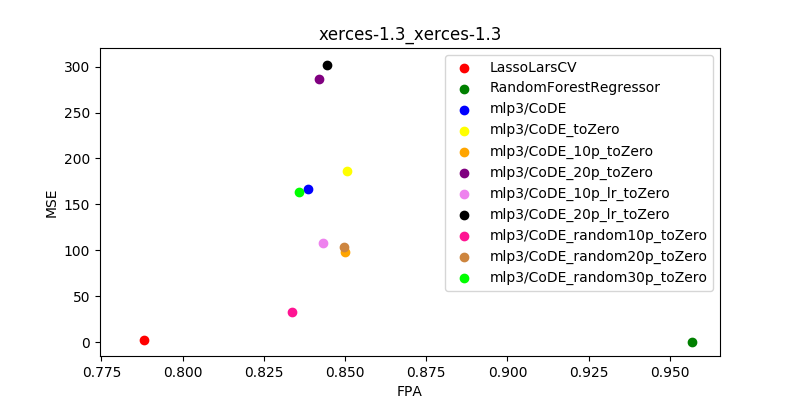 xerces-1.3_xerces-1.3
300
250
200
150
100
50
0
MSE
0.775 0.800 0.825 0.850 0.875 0.900 0.925 0.950
FPA
LassoLarsCV
RandomForestRegressor
mlp3/CoDE
mlp3/CoDE_toZero
mlp3/CoDE_10p_toZero
mlp3/CoDE_20p_toZero
mlp3/CoDE_10p_lr_toZero
mlp3/CoDE_20p_lr_toZero
mlp3/CoDE_random10p_toZero
mlp3/CoDE_random20p_toZero
mlp3/CoDE_random30p_toZero